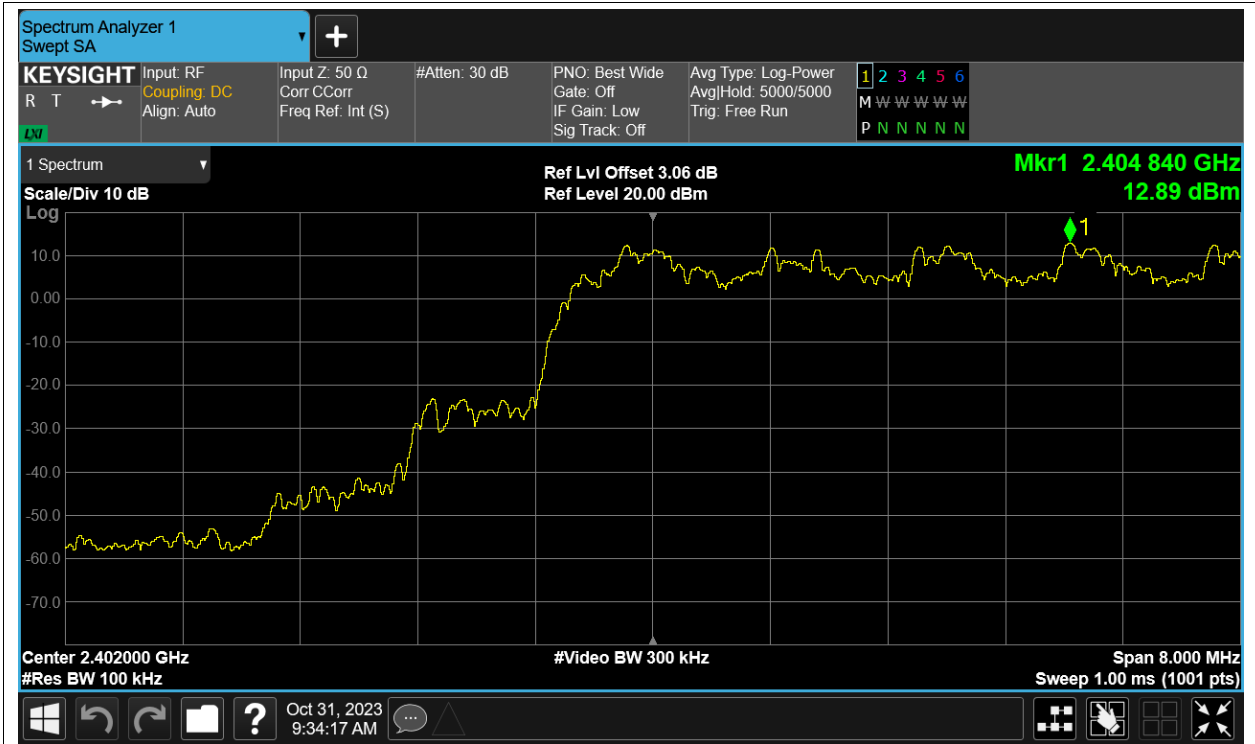 Spectrum Analyzer 1
Swept SA
+
KEYSIGHT
R T
LXI
Input: RF
Coupling: DC
Align: Auto
Input Z: 50 Ω
Corr CCorr
Freq Ref: Int (S)
#Atten: 30 dB
PNO: Best Wide
Gate: Off
IF Gain: Low
Sig Track: Off
Avg Type: Log-Power
Avg|Hold: 5000/5000
Trig: Free Run
1 2 3 4 5 6
M W W W W W
P N N N N N
1 Spectrum
Scale/Div 10 dB
Log
Ref Lvl Offset 3.06 dB
Ref Level 20.00 dBm
Mkr1 2.404 840 GHz
12.89 dBm
1
10.0
0.00
-10.0
-20.0
-30.0
-40.0
-50.0
-60.0
-70.0
Center 2.402000 GHz
#Res BW 100 kHz
#Video BW 300 kHz
Span 8.000 MHz
Sweep 1.00 ms (1001 pts)
?
Oct 31, 2023
9:34:17 AM